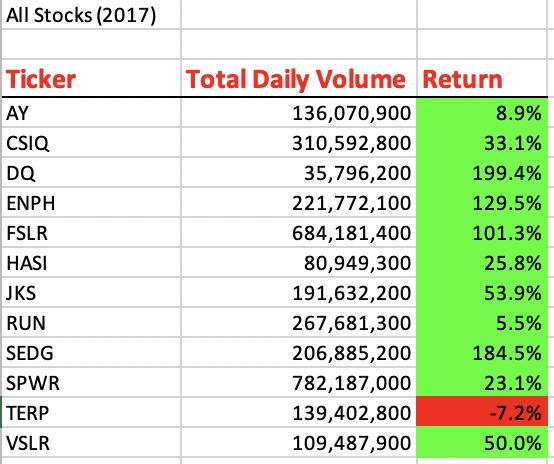 All Stocks (2017)
Ticker Total Daily Volume Return
AY 136,070,900 8.9%
CSIQ 310,592,800 33.1%
DQ 35,796,200 199.4%
ENPH 221,772,100 129.5%
FSLR 684,181,400 101.3%
HASI 80,949,300 25.8%
JKS 191,632,200 53.9%
RUN 267,681,300 5.5%
SEDG 206,885,200 184.5%
SPWR 782,187,000 23.1%
TERP 139,402,800 -7.2%
VSLR 109,487,900 50.0%